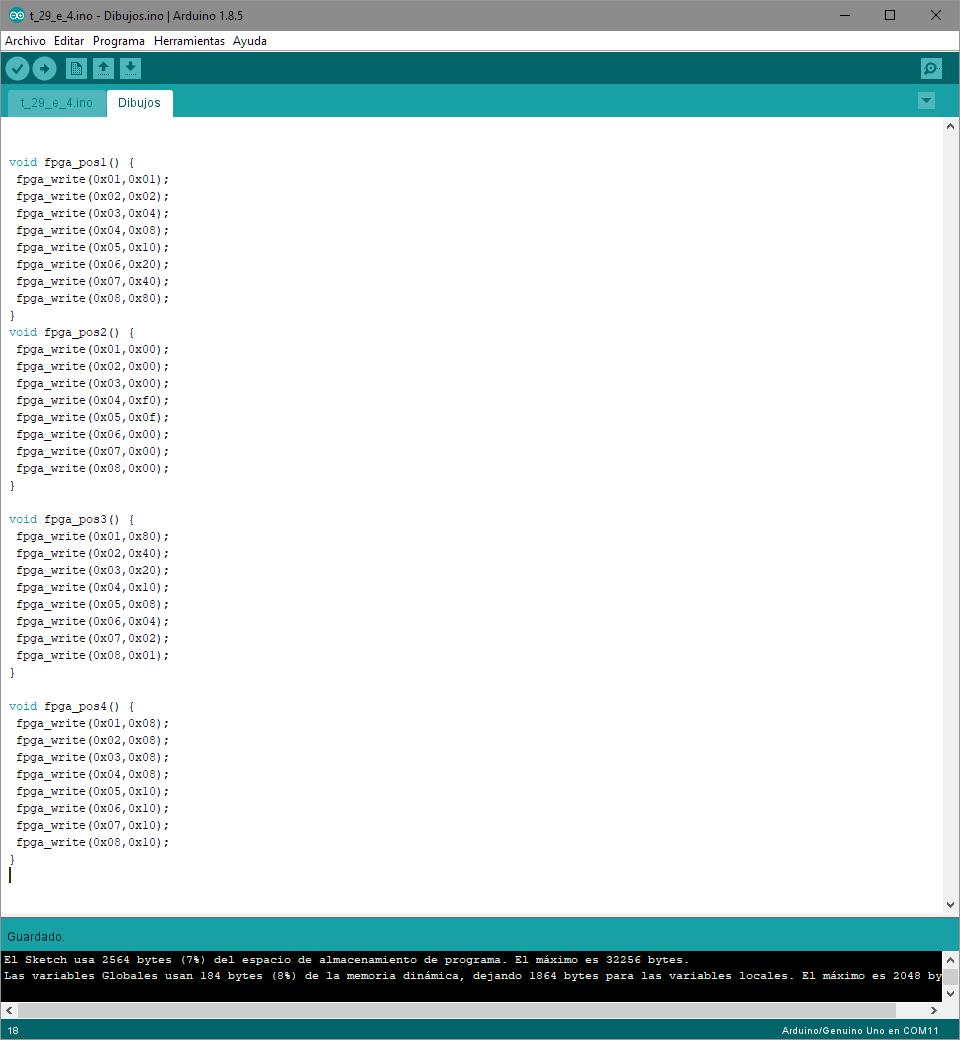 t_29_e_4.ino - Dibujos.ino | Arduino 1.8.5
Archivo Editar Programa Herramientas Ayuda
t_29_e_4.ino Dibujos
void fpga_pos1() {
fpga_write(0x01,0x01);
fpga_write(0x02,0x02);
fpga_write(0x03,0x04);
fpga_write(0x04,0x08);
fpga_write(0x05,0x10);
fpga_write(0x06,0x20);
fpga_write(0x07,0x40);
fpga_write(0x08,0x80);
}
void fpga_pos2() {
fpga_write(0x01,0x00);
fpga_write(0x02,0x00);
fpga_write(0x03,0x00);
fpga_write(0x04,0xf0);
fpga_write(0x05,0x0f);
fpga_write(0x06,0x00);
fpga_write(0x07,0x00);
fpga_write(0x08,0x00);
}
void fpga_pos3() {
fpga_write(0x01,0x80);
fpga_write(0x02,0x40);
fpga_write(0x03,0x20);
fpga_write(0x04,0x10);
fpga_write(0x05,0x08);
fpga_write(0x06,0x04);
fpga_write(0x07,0x02);
fpga_write(0x08,0x01);
}
void fpga_pos4() {
fpga_write(0x01,0x08);
fpga_write(0x02,0x08);
fpga_write(0x03,0x08);
fpga_write(0x04,0x08);
fpga_write(0x05,0x10);
fpga_write(0x06,0x10);
fpga_write(0x07,0x10);
fpga_write(0x08,0x10);
}
Guardado.
El Sketch usa 2564 bytes (7%) del espacio de almacenamiento de programa. El máximo es 32256 bytes.
Las variables Globales usan 184 bytes (8%) de la memoria dinámica, dejando 1864 bytes para las variables locales. El máximo es 2048 by
18 Arduino/Genuino Uno en COM11